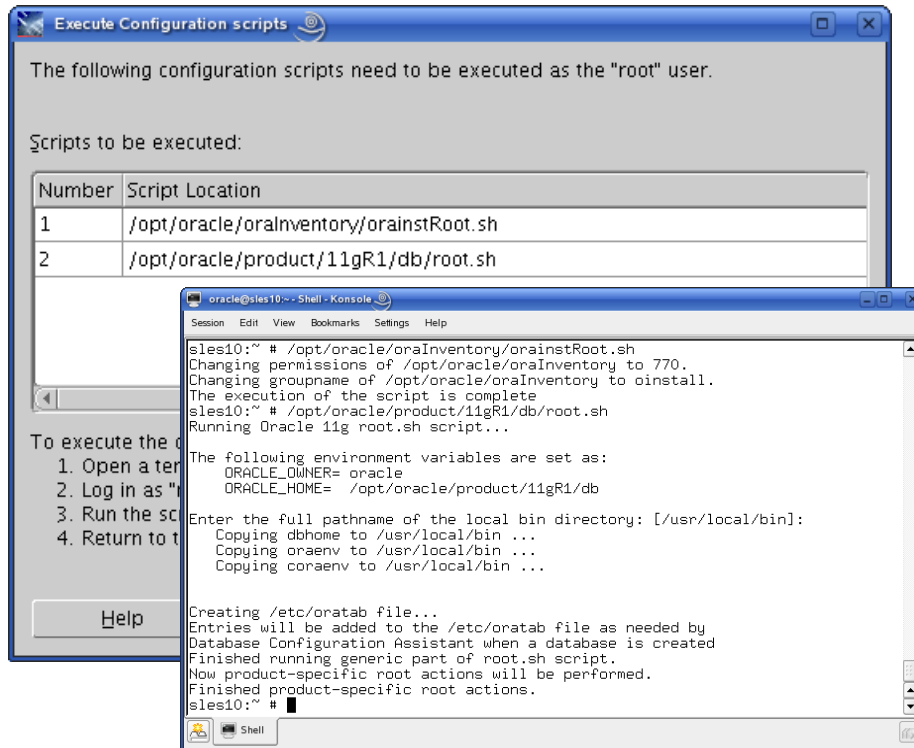 Execute Configuration scripts
The following configuration scripts need to be executed as the "root" user.
Scripts to be executed:
Number Script Location
1 /opt/oracle/oraInventory/orainstRoot.sh
2 /opt/oracle/product/11gR1/db/root.sh
To execute the
1. Open a
2. Log in as
3. Run the
4. Return to
Help
oracle@sles10:~ - Shell - Konsole
Session Edit View Bookmarks Settings Help
sles10:~ # /opt/oracle/oraInventory/orainstRoot.sh
Changing permissions of /opt/oracle/oraInventory to 770.
Changing groupname of /opt/oracle/oraInventory to oinstall.
The execution of the script is complete
sles10:~ # /opt/oracle/product/11gR1/db/root.sh
Running Oracle 11g root.sh script...
The following environment variables are set as:
ORACLE_OWNER= oracle
ORACLE_HOME= /opt/oracle/product/11gR1/db
Enter the full pathname of the local bin directory: [/usr/local/bin]:
Copying dbhome to /usr/local/bin ...
Copying oraenv to /usr/local/bin ...
Copying coraenv to /usr/local/bin ...
Creating /etc/oratab file...
Entries will be added to the /etc/oratab file as needed by
Database Configuration Assistant when a database is created
Finished running generic part of root.sh script.
Now product-specific root actions will be performed.
Finished product-specific root actions.
sles10:~ #
Shell